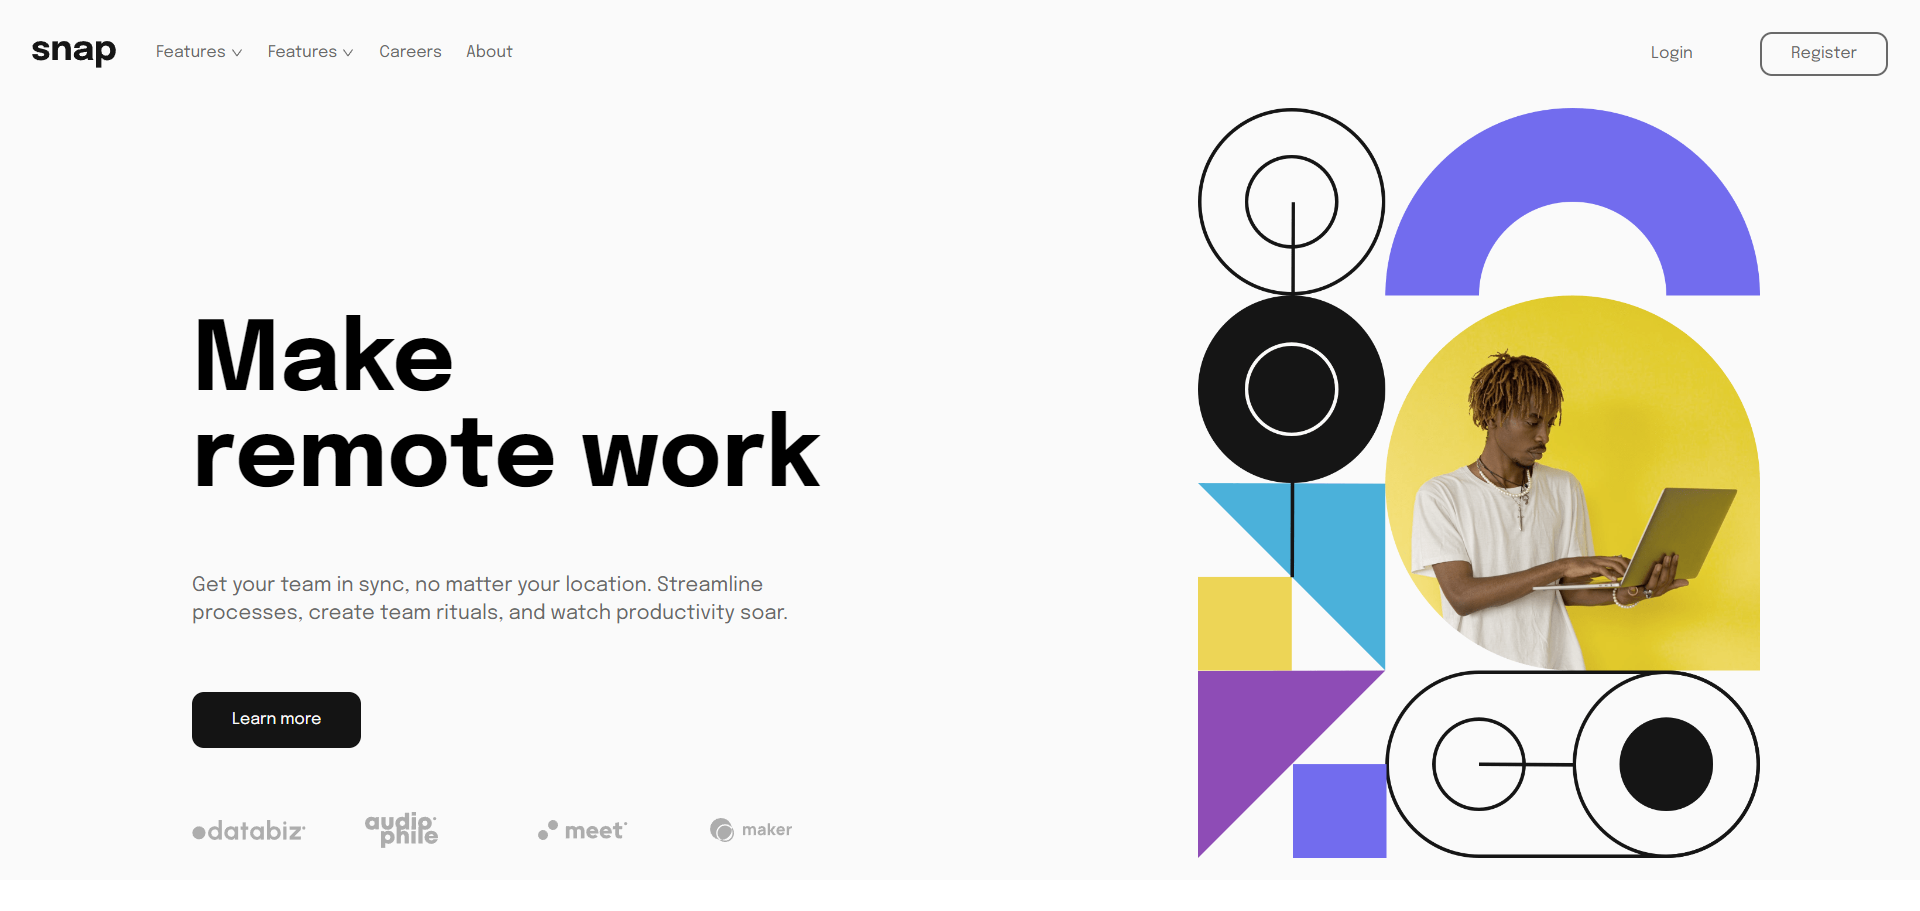 snap
Features
Features
Careers
About
Login
Register
Make
remote work
Get your team in sync, no matter your location. Streamline
processes, create team rituals, and watch productivity soar.
Learn more
databiz
audio
phile
meet
maker